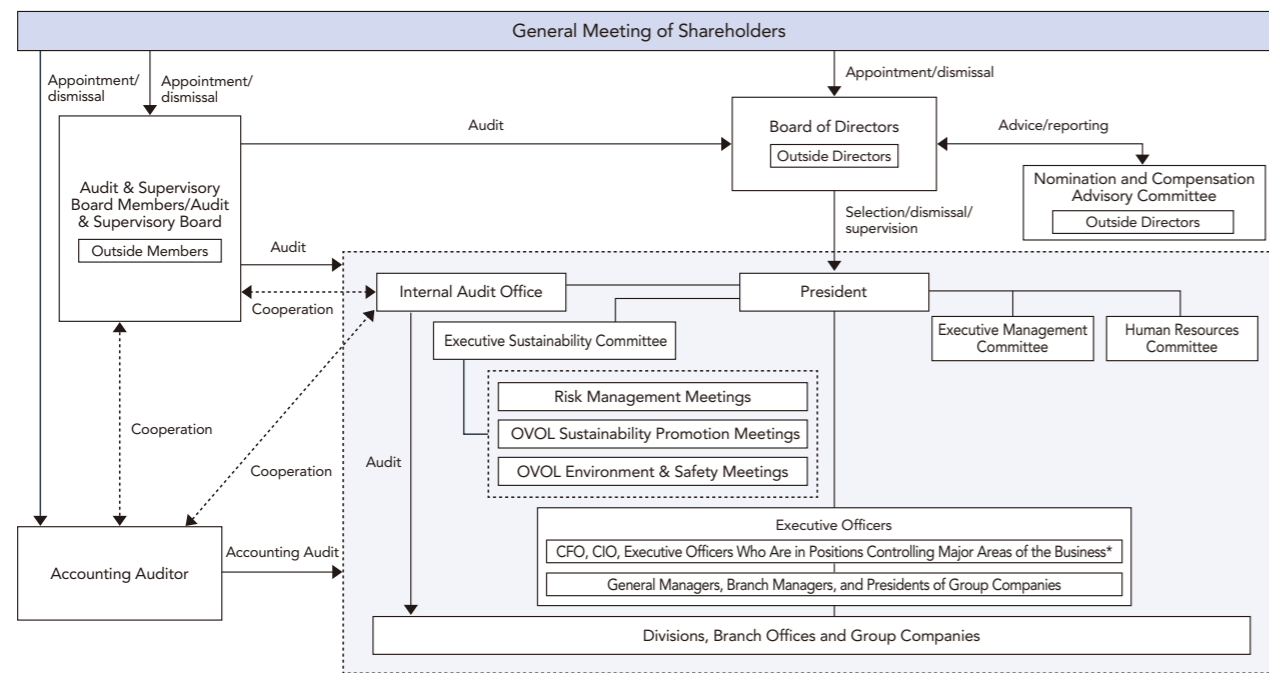 General Meeting of Shareholders
Appointment/
dismissal
Appointment/
dismissal
Appointment/dismissal
Audit
Board of Directors
Outside Directors
Advice/reporting
Audit & Supervisory
Board Members/Audit
& Supervisory Board
Outside Members
Nomination and Compensation
Advisory Committee
Outside Directors
Selection/dismissal/
supervision
Audit
Internal Audit Office
President
Cooperation
Executive Sustainability Committee
Executive Management
Committee
Human Resources
Committee
Risk Management Meetings
OVOL Sustainability Promotion Meetings
OVOL Environment & Safety Meetings
Cooperation
Cooperation
Audit
Executive Officers
CFO, CIO, Executive Officers Who Are in Positions Controlling Major Areas of the Business*
General Managers, Branch Managers, and Presidents of Group Companies
Accounting Auditor
Accounting Audit
Divisions, Branch Offices and Group Companies